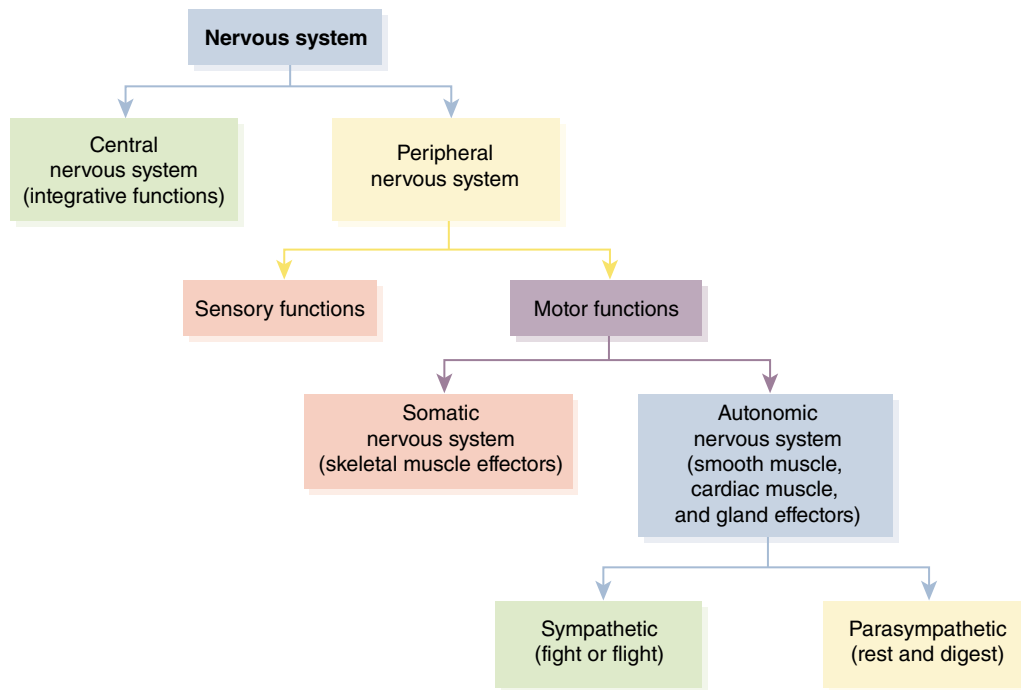 Nervous system
Central
nervous system
(integrative functions)
Peripheral
nervous system
Sensory functions
Motor functions
Somatic
nervous system
(skeletal muscle effectors)
Autonomic
nervous system
(smooth muscle,
cardiac muscle,
and gland effectors)
Sympathetic
(fight or flight)
Parasympathetic
(rest and digest)